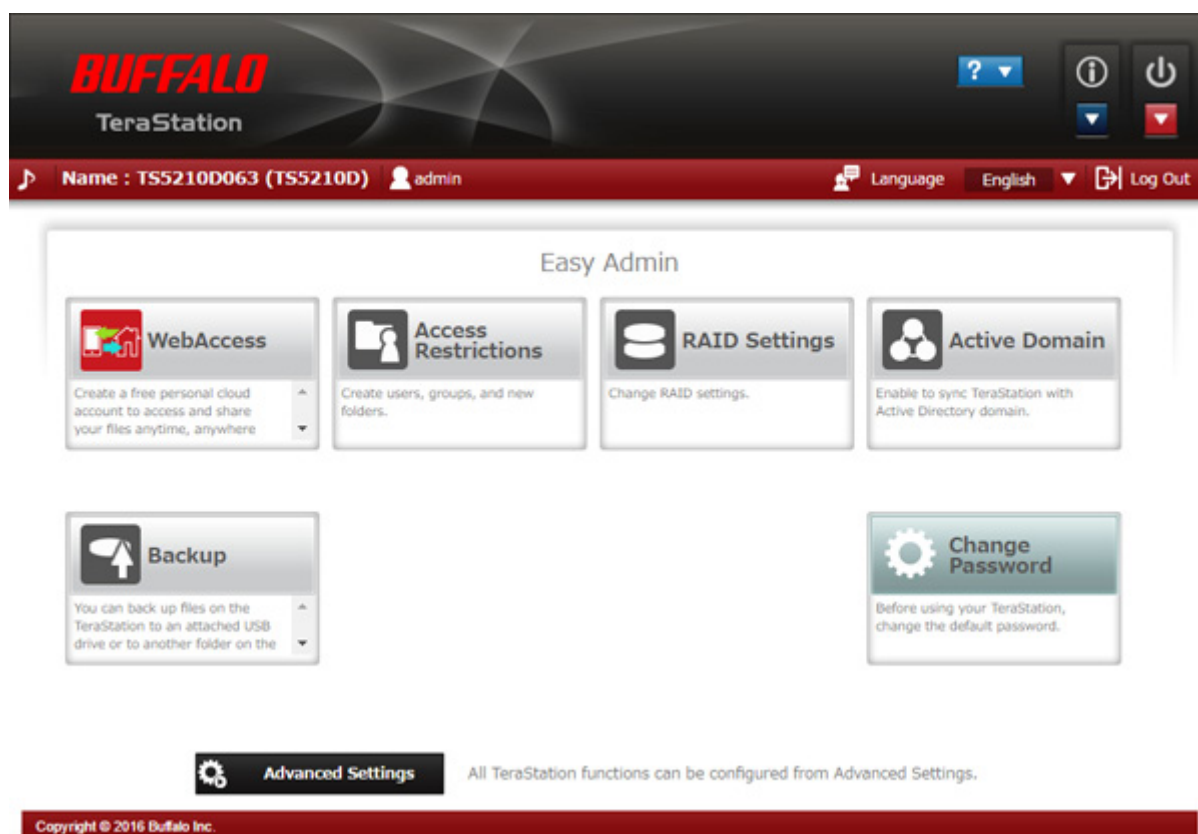 BUFFALO
TeraStation
?
Name : TS5210D063 (TS5210D) admin Language English Log Out
Easy Admin
WebAccess
Create a free personal cloud
account to access and share
your files anytime, anywhere
Access
Restrictions
Create users, groups, and new
folders.
RAID Settings
Change RAID settings.
Active Domain
Enable to sync TeraStation with
Active Directory domain.
Backup
You can back up files on the
TeraStation to an attached USB
drive or to another folder on the
Change
Password
Before using your TeraStation,
change the default password.
Advanced Settings
All TeraStation functions can be configured from Advanced Settings.
Copyright © 2016 Buffalo Inc.